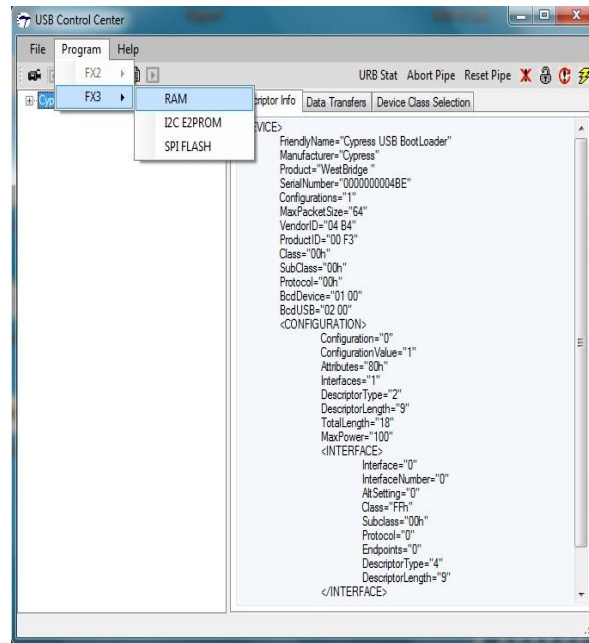 USB Control Center
File Program Help
FX2
FX3
RAM
I2C E2PROM
SPI FLASH
URB Stat Abort Pipe Reset Pipe
Cyp
riptor Info Data Transfers Device Class Selection
EVICE>
FriendlyName="Cypress USB BootLoader"
Manufacturer="Cypress"
Product="WestBridge "
SerialNumber="0000000004BE"
Configurations="1"
MaxPacketSize="64"
VendorID="04 B4"
ProductID="00 F3"
Class="00h"
SubClass="00h"
Protocol="00h"
BcdDevice="01 00"
BcdUSB="02 00"
<CONFIGURATION>
Configuration="0"
ConfigurationValue="1"
Attributes="80h"
Interfaces="1"
DescriptorType="2"
DescriptorLength="9"
TotalLength="18"
MaxPower="100"
<INTERFACE>
Interface="0"
InterfaceNumber="0"
AltSetting="0"
Class="FFh"
Subclass="00h"
Protocol="0"
Endpoints="0"
DescriptorType="4"
DescriptorLength="9"
</INTERFACE>